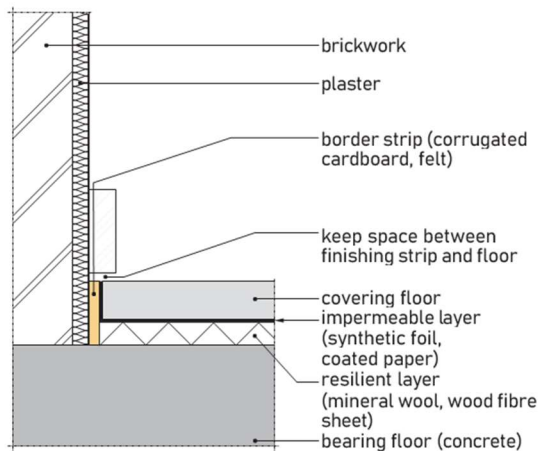 brickwork
plaster
border strip (corrugated
cardboard, felt)
keep space between
finishing strip and floor
covering floor
impermeable layer
(synthetic foil,
coated paper)
resilient layer
(mineral wool, wood fibre
sheet)
bearing floor (concrete)